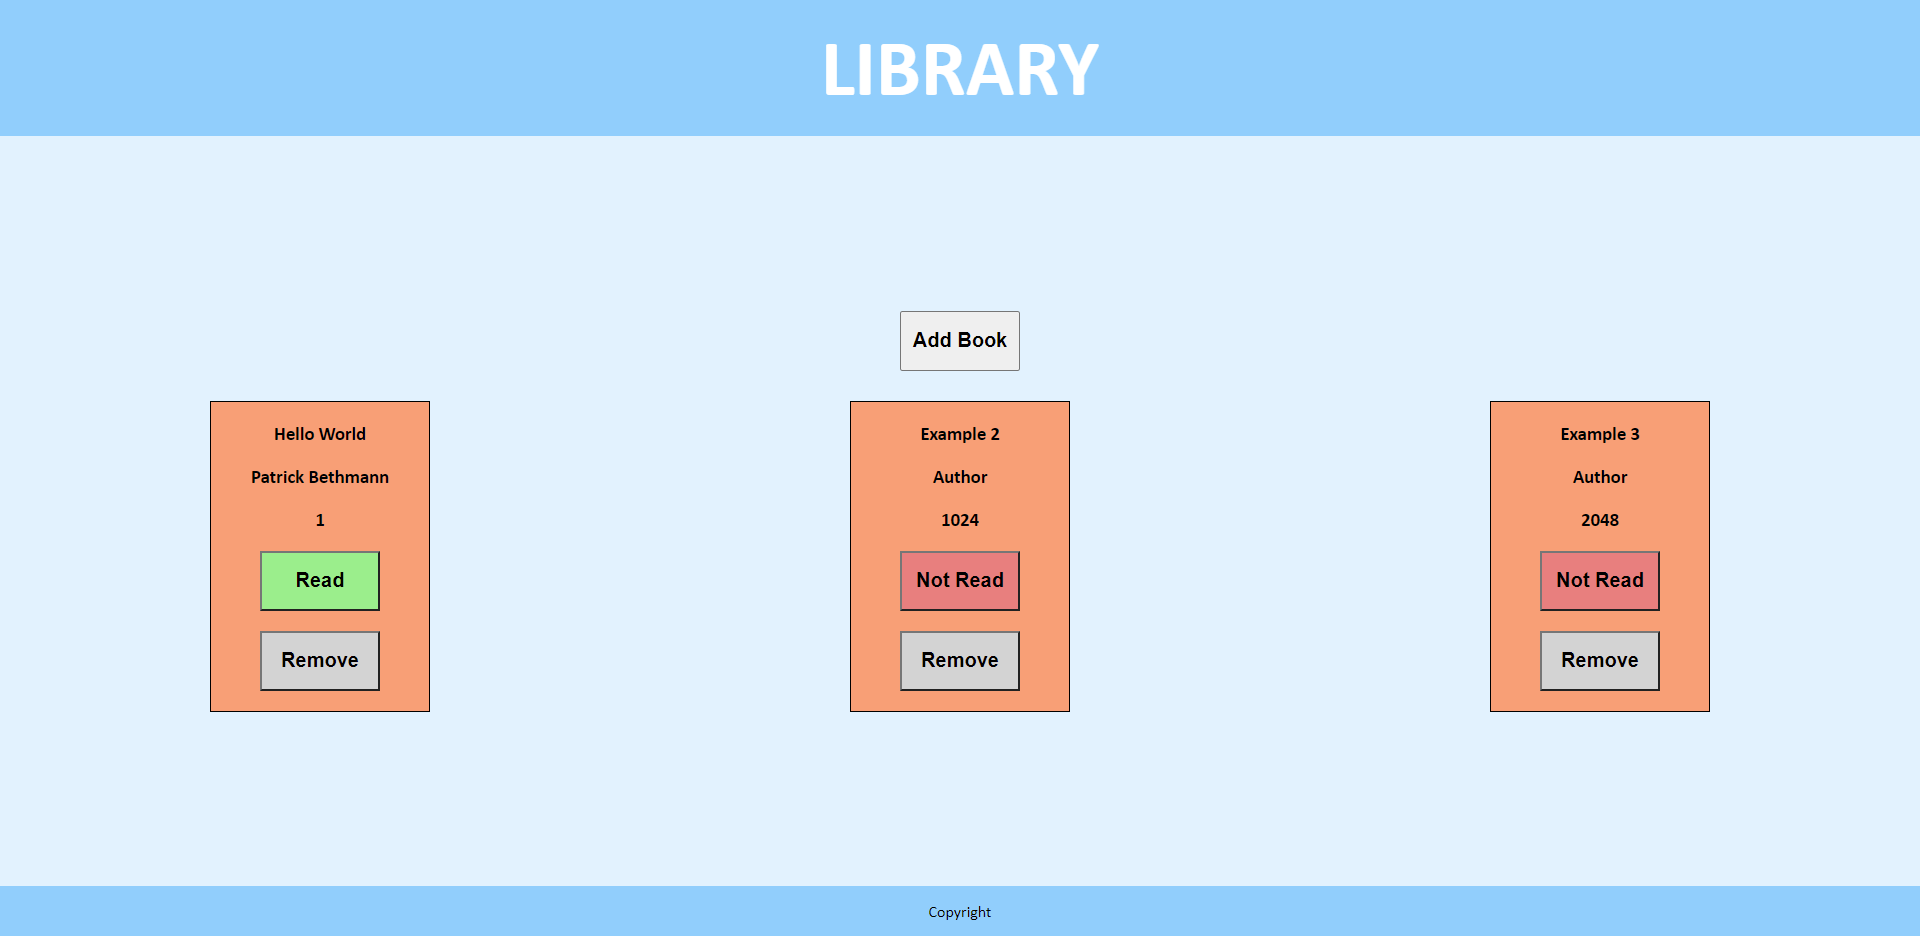 LIBRARY
Add Book
Hello World
Patrick Bethmann
1
Read
Remove
Example 2
Author
1024
Not Read
Remove
Example 3
Author
2048
Not Read
Remove
Copyright